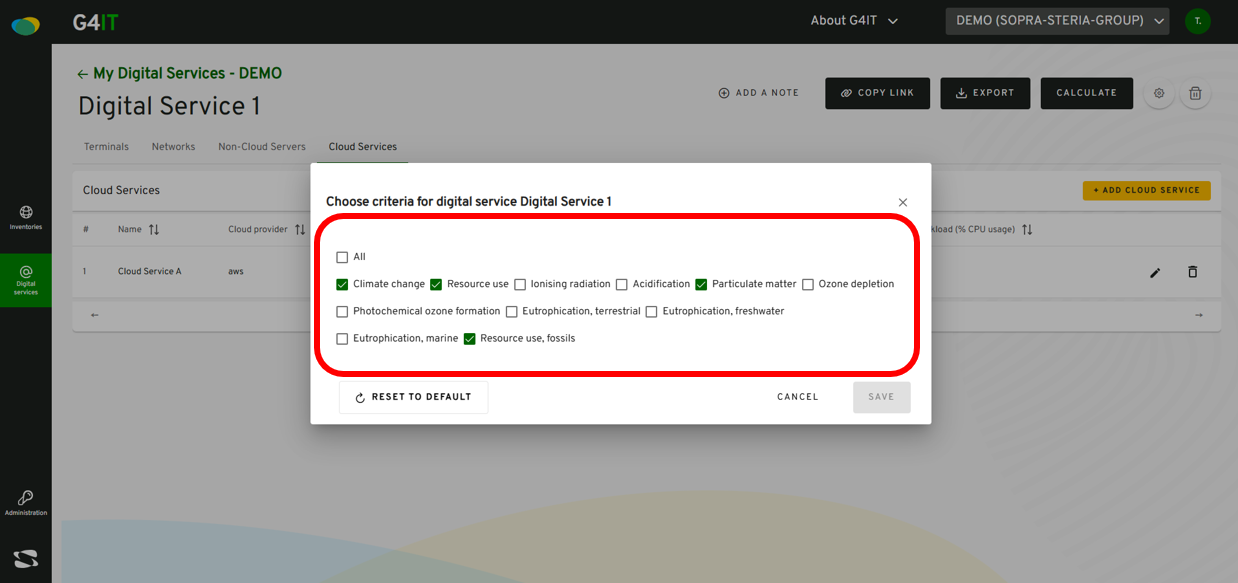 G4IT
About G4IT
DEMO (SOPRA-STERIA-GROUP)
T.
← My Digital Services - DEMO
Digital Service 1
ADD A NOTE
COPY LINK
EXPORT
CALCULATE
Terminals Networks Non-Cloud Servers Cloud Services
Cloud Services
+ ADD CLOUD SERVICE
# Name Cloud provider
kload (% CPU usage)
1 Cloud Service A aws
Inventories
Digital
services
Administration
Choose criteria for digital service Digital Service 1
All
Climate change Resource use Ionising radiation Acidification Particulate matter Ozone depletion
Photochemical ozone formation Eutrophication, terrestrial Eutrophication, freshwater
Eutrophication, marine Resource use, fossils
RESET TO DEFAULT
CANCEL
SAVE